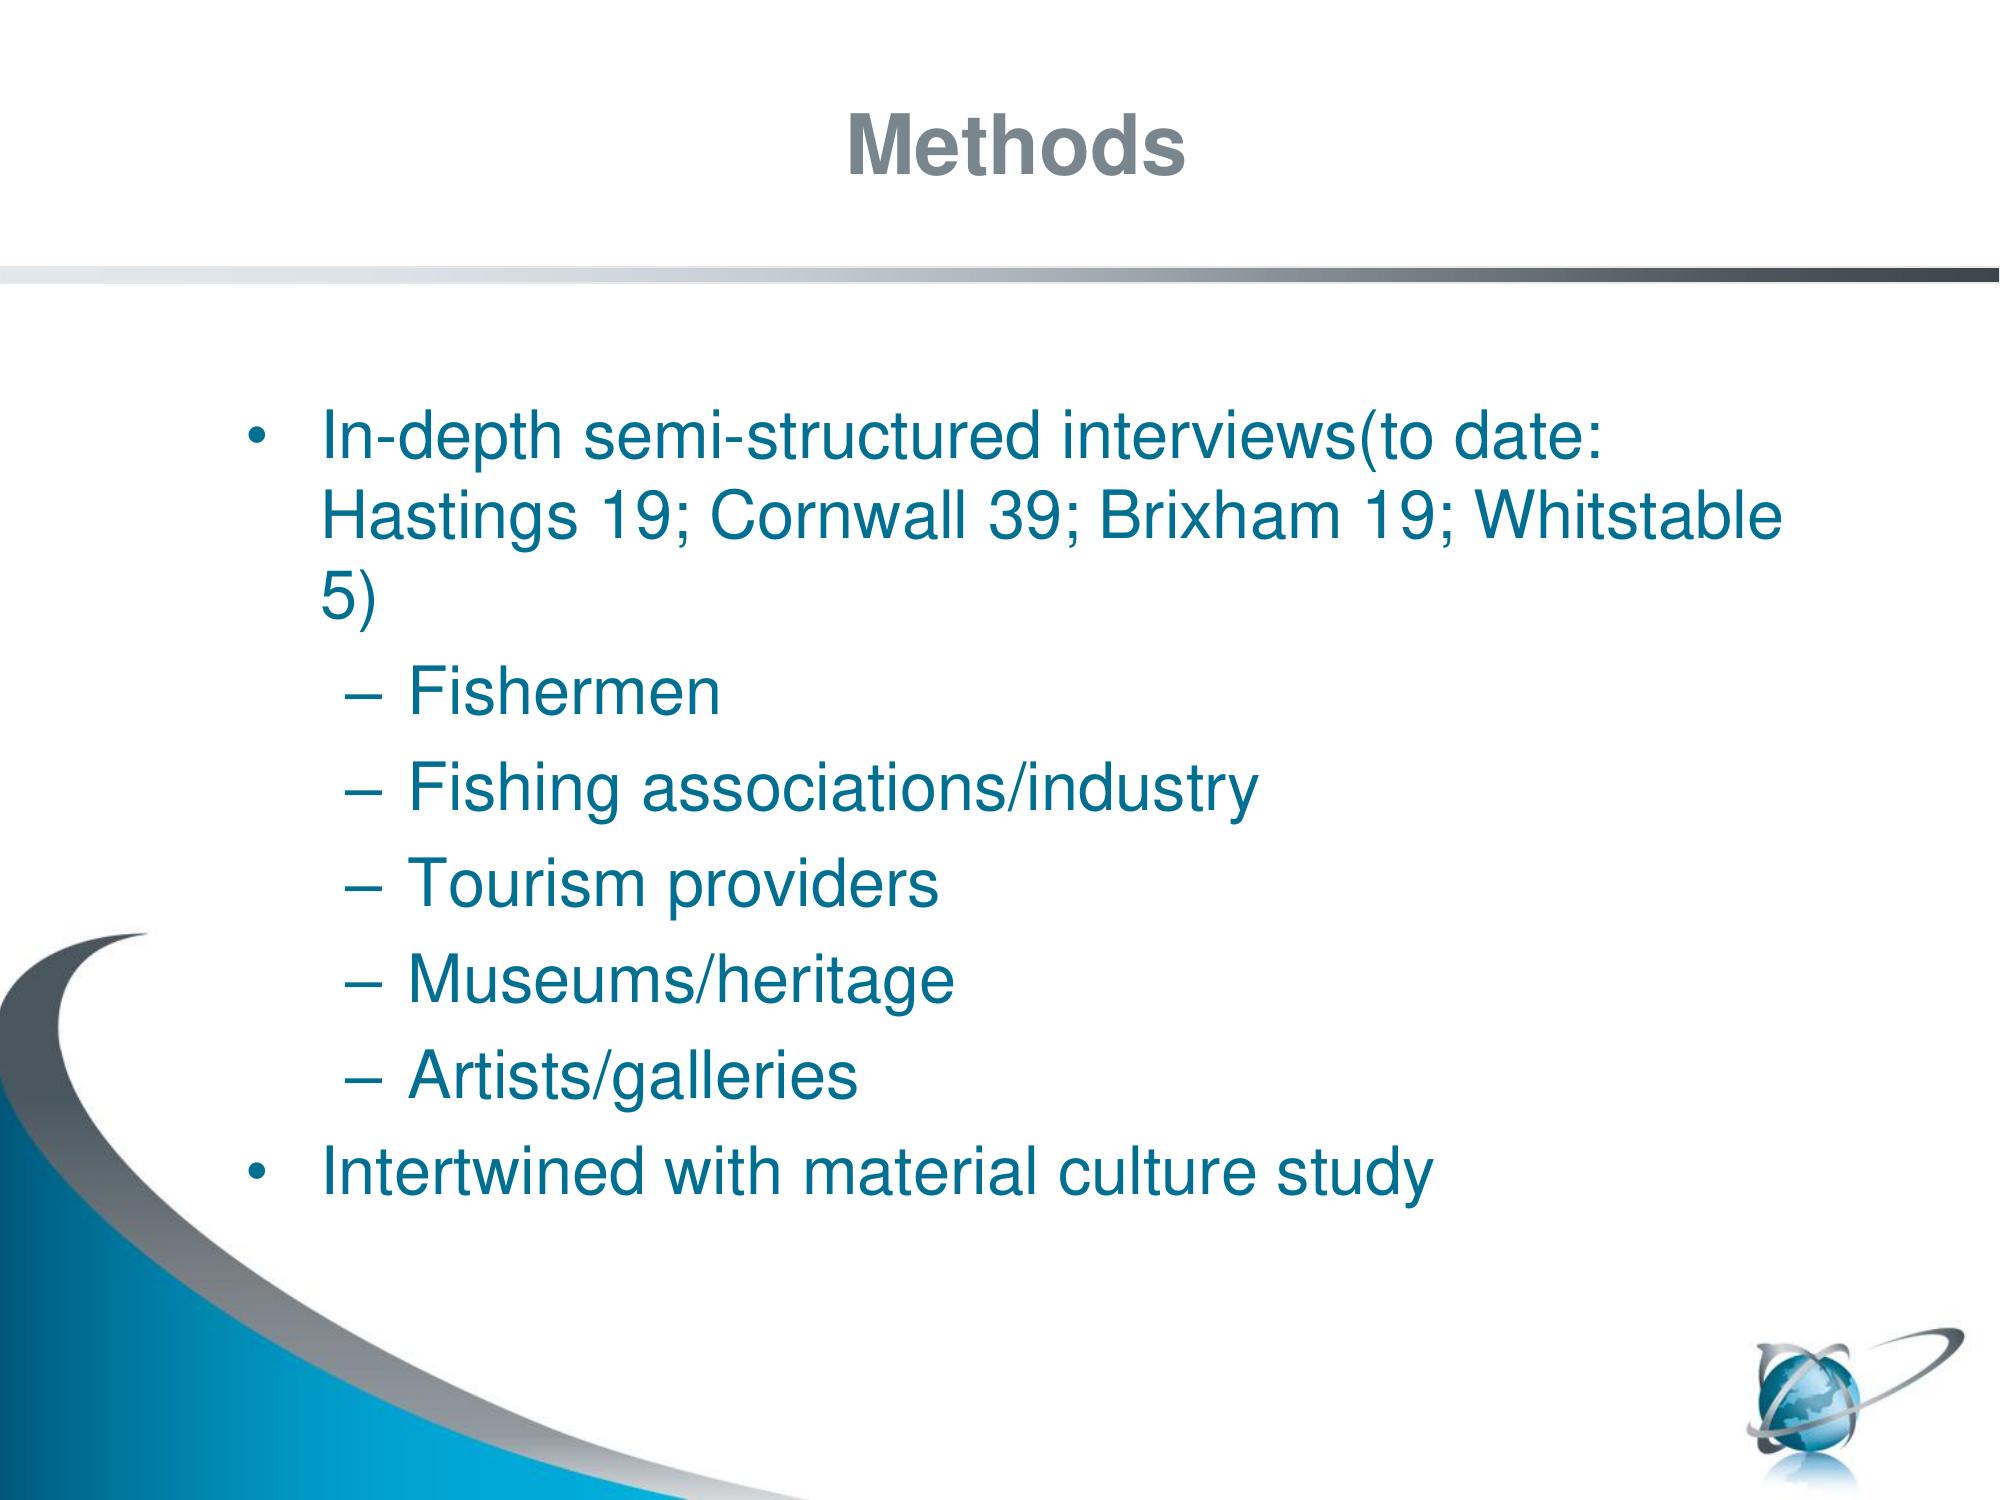 Methods
• In-depth semi-structured interviews(to date:
Hastings 19; Cornwall 39; Brixham 19; Whitstable
5)
– Fishermen
– Fishing associations/industry
– Tourism providers
– Museums/heritage
– Artists/galleries
• Intertwined with material culture study